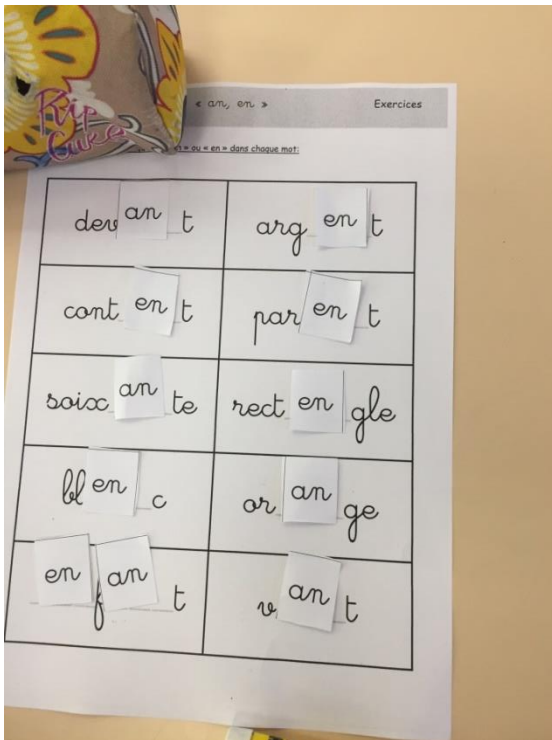 Rip Curl
« an, en »
Exercices
» ou « en » dans chaque mot:
dev an t
arg en t
cont en t
par en t
soix an te
rect en gle
bl en c
or an ge
en f an t
v an t